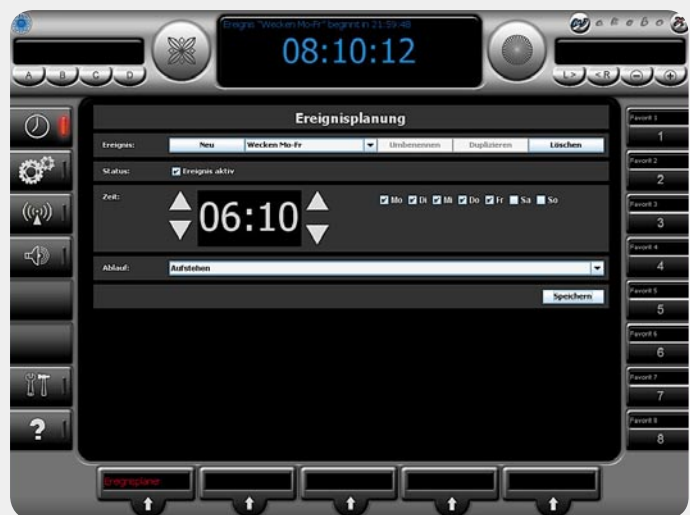 Ereignis "Wecken Mo-Fr" beginnt in 21:59:48
08:10:12
wakebo
A B C D
L> <R
Ereignisplanung
Ereignis: Neu Wecken Mo-Fr Umbenennen Duplizieren Löschen
Status: Ereignis aktiv
Zeit: 06:10 Mo Di Mi Do Fr Sa So
Ablauf: Aufstehen
Speichern
Favorit 1
1
Favorit 2
2
Favorit 3
3
Favorit 4
4
Favorit 5
5
Favorit 6
6
Favorit 7
7
Favorit 8
8
?
Ereignisplaner